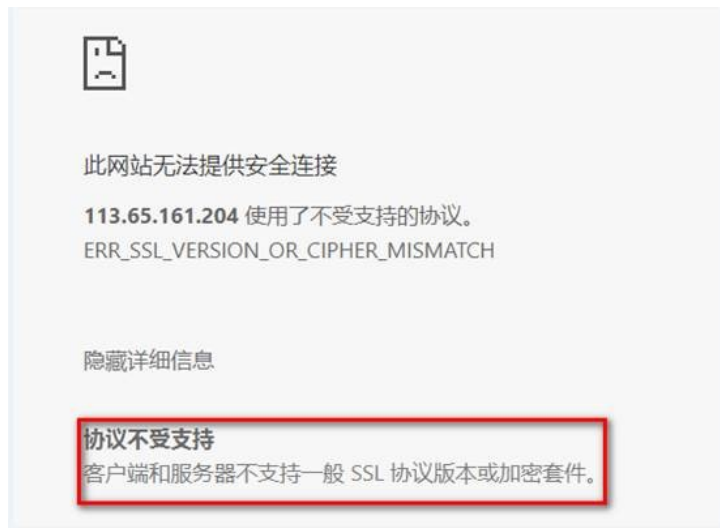 此网站无法提供安全连接
113.65.161.204 使用了不受支持的协议。
ERR_SSL_VERSION_OR_CIPHER_MISMATCH
隐藏详细信息
协议不受支持
客户端和服务器不支持一般 SSL 协议版本或加密套件。